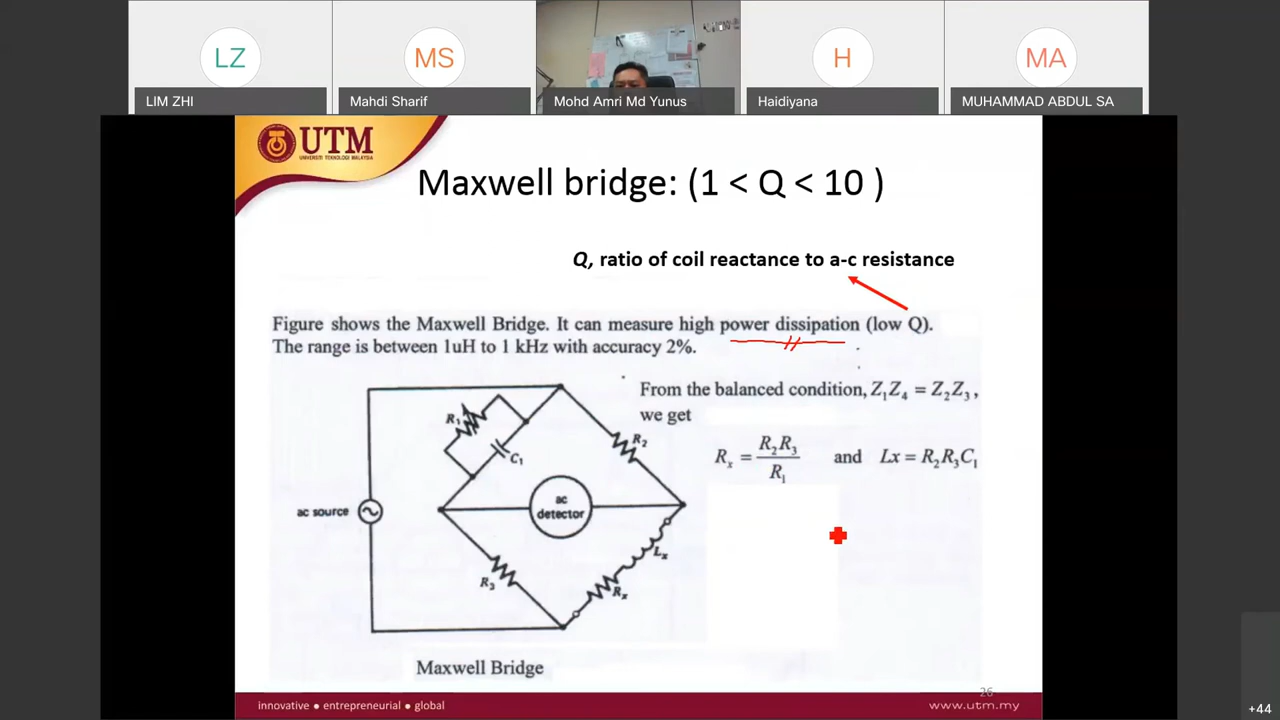 LZ
MS
H
MA
LIM ZHI
Mahdi Sharif
Mohd Amri Md Yunus
Haidiyana
MUHAMMAD ABDUL SA
UTM
UNIVERSITI TEKNOLOGI MALAYSIA
Maxwell bridge: (1 < Q < 10 )
Q, ratio of coil reactance to a-c resistance
Figure shows the Maxwell Bridge. It can measure high power dissipation (low Q).
The range is between 1uH to 1 kHz with accuracy 2%.
From the balanced condition, Z₁Z₄ = Z₂Z₃,
we get
Rₓ = R₂R₃ / R₁ and Lx = R₂R₃C₁
R₁
C₁
R₂
ac source
ac
detector
R₃
Lₓ
Rₓ
Maxwell Bridge
26
innovative ● entrepreneurial ● global
www.utm.my
+44